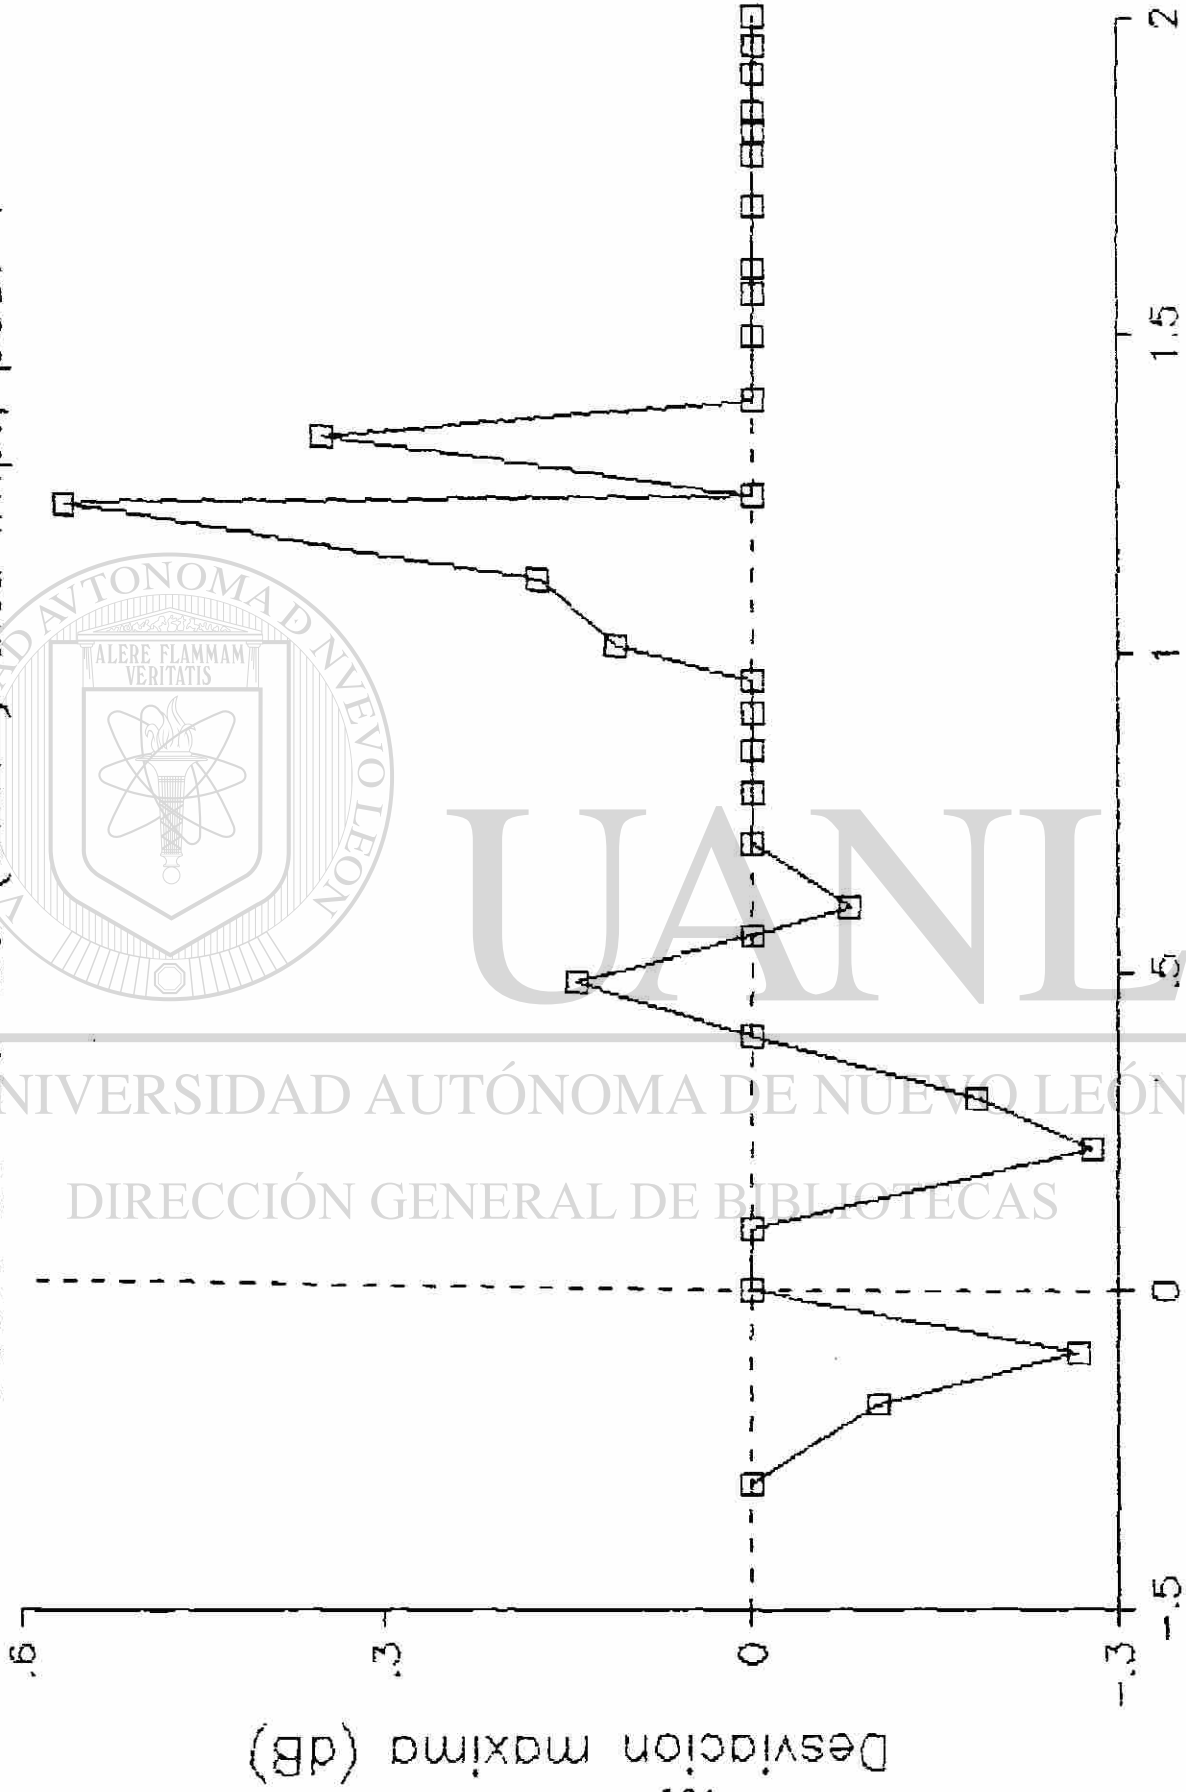 Desviacion maxima (dB)
.6
.3
0
-.3
-.5
0
.5
1
1.5
2
ALERE FLAMMAM
VERITATIS
UANL
UNIVERSIDAD AUTÓNOMA DE NUEVO LEÓN
DIRECCIÓN GENERAL DE BIBLIOTECAS